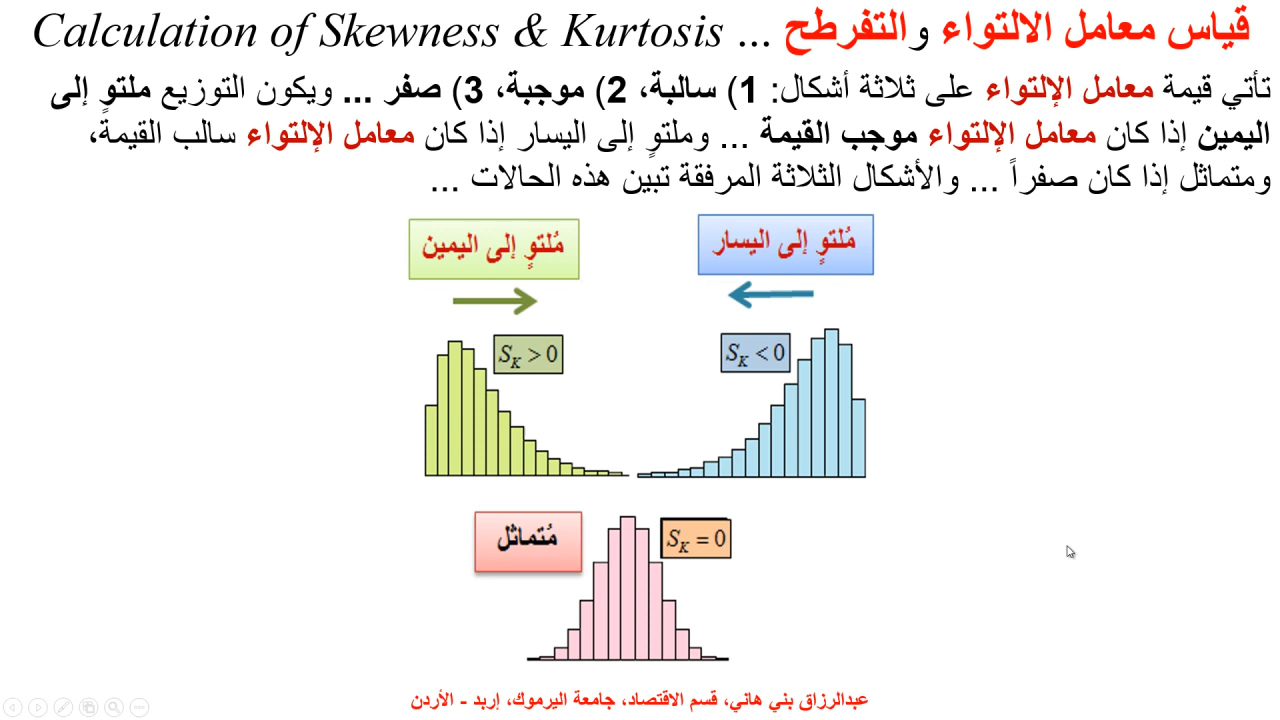 قياس معامل الالتواء والتفرطح ... Calculation of Skewness & Kurtosis
تأتي قيمة معامل الإلتواء على ثلاثة أشكال: 1) سالبة، 2) موجبة، 3) صفر ... ويكون التوزيع ملتوٍ إلى
اليمين إذا كان معامل الإلتواء موجب القيمة ... وملتوٍ إلى اليسار إذا كان معامل الإلتواء سالب القيمة،
ومتماثل إذا كان صفراً ... والأشكال الثلاثة المرفقة تبين هذه الحالات ...
مُلتوٍ إلى اليسار
مُلتوٍ إلى اليمين
S_K < 0
S_K > 0
S_K = 0
مُتماثل
عبدالرزاق بني هاني، قسم الاقتصاد، جامعة اليرموك، إربد - الأردن